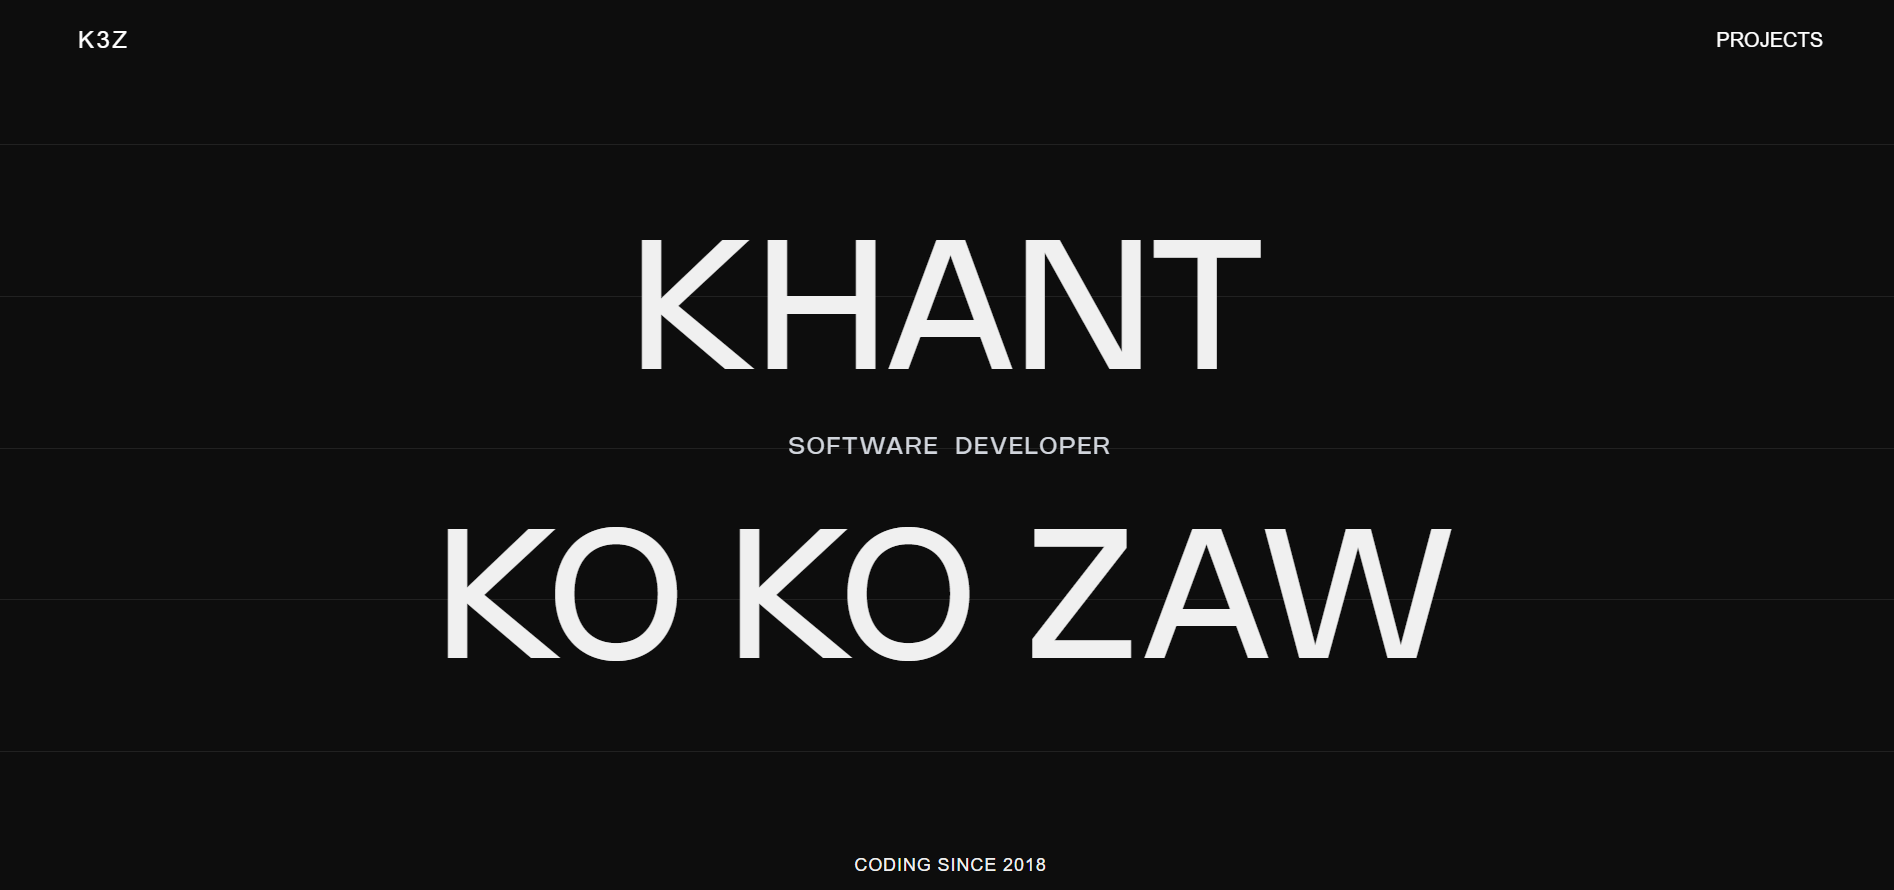 K3Z
PROJECTS
KHANT
SOFTWARE DEVELOPER
KO KO ZAW
CODING SINCE 2018